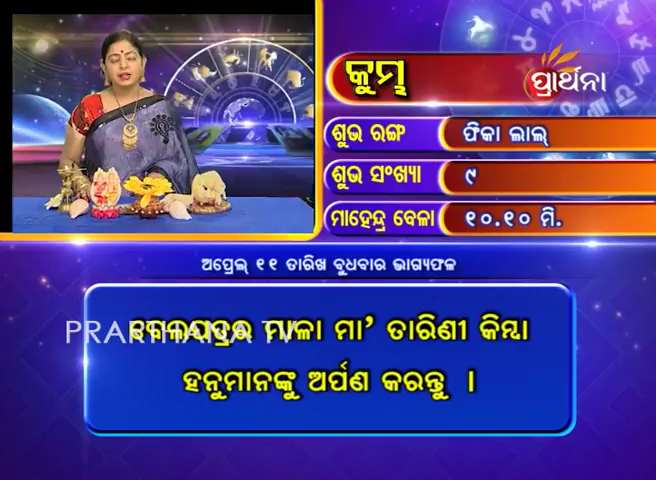 କୁମ୍ଭ
ପ୍ରାର୍ଥନା
ଶୁଭ ରଙ୍ଗ ଫିକା ଲାଲ୍
ଶୁଭ ସଂଖ୍ୟା ୯
ମାହେନ୍ଦ୍ର ବେଳା ୧୦.୧୦ ମି.
ଅପ୍ରେଲ୍ ୧୧ ତାରିଖ ବୁଧବାର ଭାଗ୍ୟଫଳ
PRARTHANA TV
ମାଳା ମା’ ତାରିଣୀ କିମ୍ବା
ହନୁମାନଙ୍କୁ ଅର୍ପଣ କରନ୍ତୁ ।